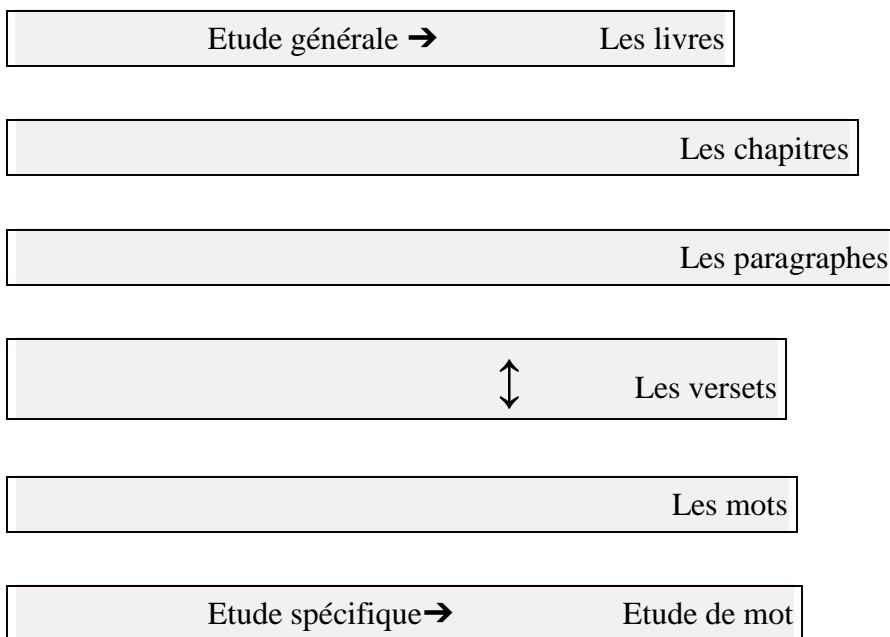 Etude générale ➔ Les livres
Les chapitres
Les paragraphes
↕ Les versets
Les mots
Etude spécifique➔ Etude de mot